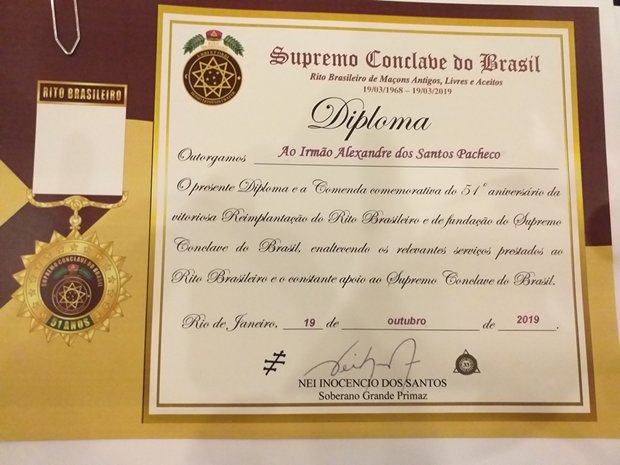 RITO BRASILEIRO
SUPREMO CONCLAVE DO BRASIL
51 ANOS
Supremo Conclave do Brasil
Rito Brasileiro de Maçons Antigos, Livres e Aceitos
19/03/1968 – 19/03/2019
Diploma
Outorgamos Ao Irmão Alexandre dos Santos Pacheco
O presente Diploma e a Comenda comemorativa do 51º aniversário da
vitoriosa Reimplantação do Rito Brasileiro e de fundação do Supremo
Conclave do Brasil, enaltecendo os relevantes serviços prestados ao
Rito Brasileiro e o constante apoio ao Supremo Conclave do Brasil.
Rio de Janeiro, 19 de outubro de 2019.
NEI INOCENCIO DOS SANTOS
Soberano Grande Primaz